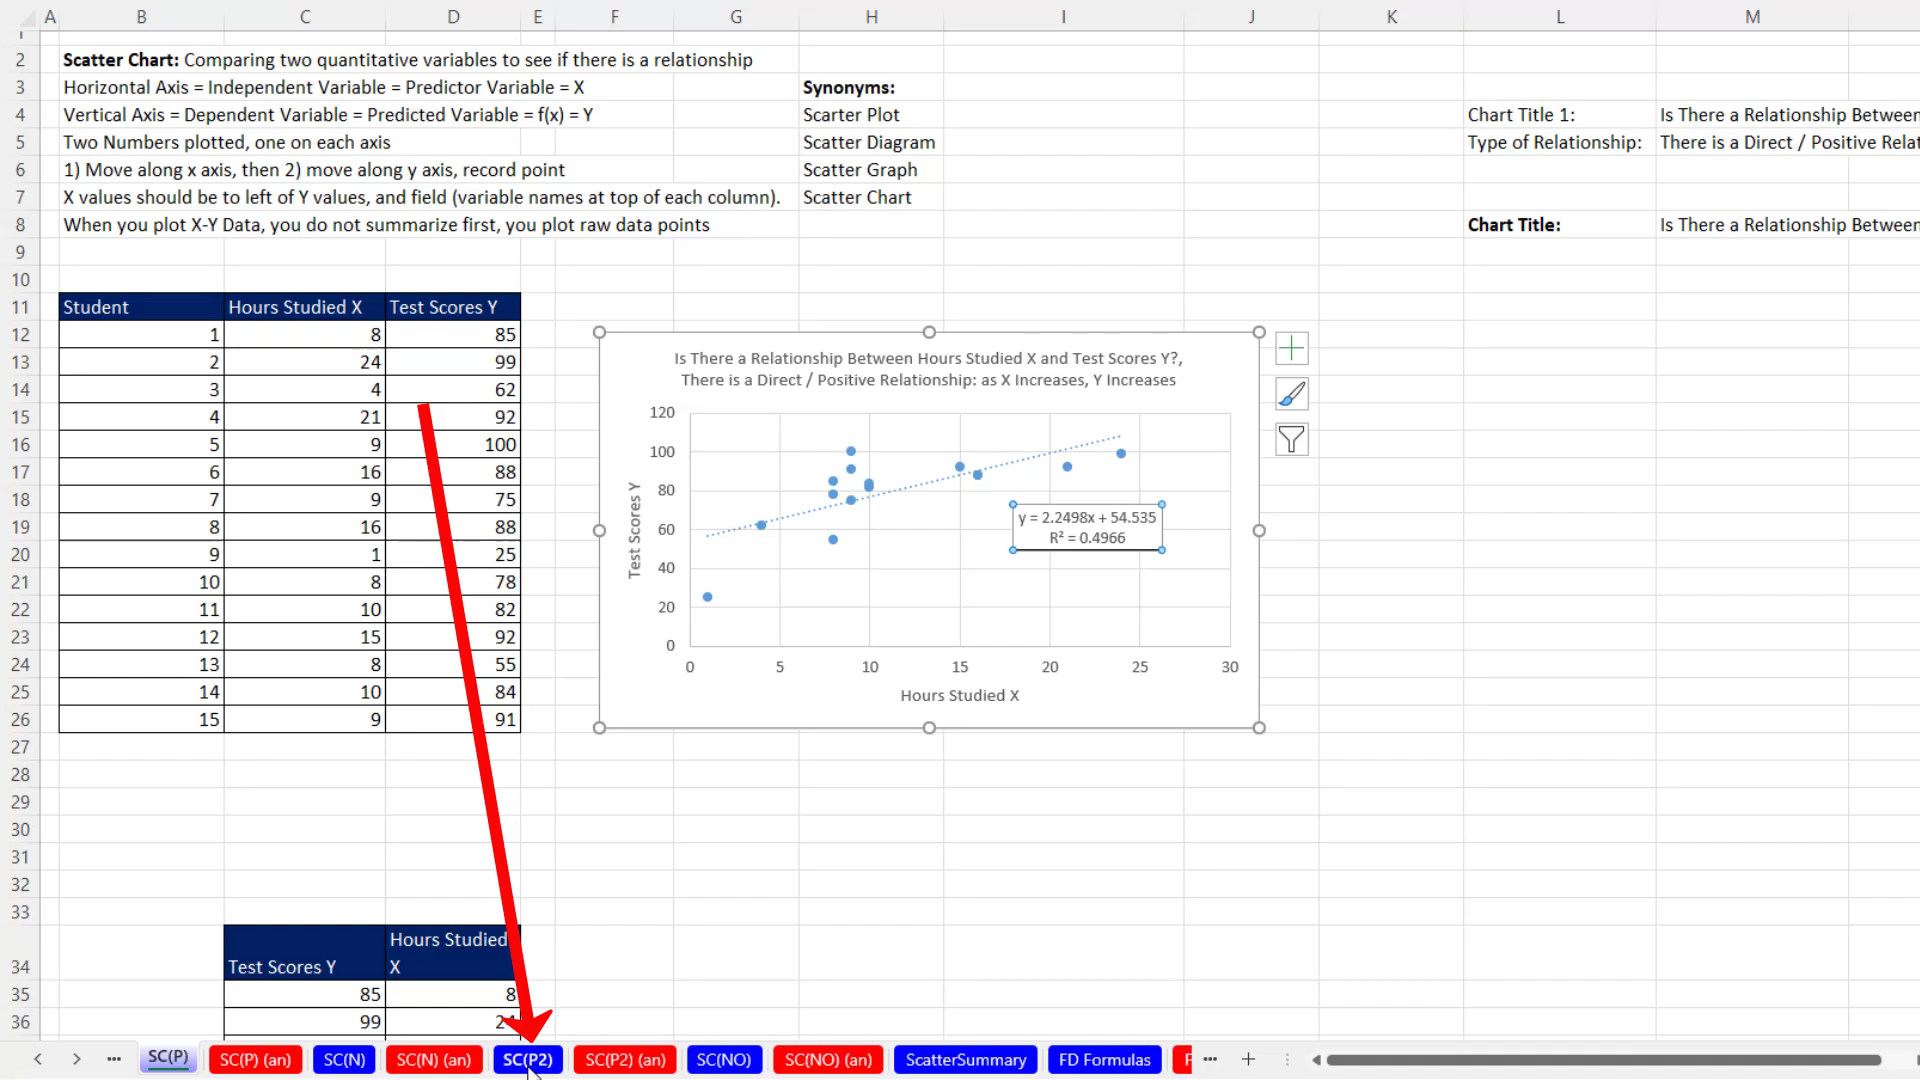 A B C D E F G H I J K L M
1
2 Scatter Chart: Comparing two quantitative variables to see if there is a relationship
3 Horizontal Axis = Independent Variable = Predictor Variable = X Synonyms:
4 Vertical Axis = Dependent Variable = Predicted Variable = f(x) = Y Scarter Plot Chart Title 1: Is There a Relationship Between
5 Two Numbers plotted, one on each axis Scatter Diagram Type of Relationship: There is a Direct / Positive Relat
6 1) Move along x axis, then 2) move along y axis, record point Scatter Graph
7 X values should be to left of Y values, and field (variable names at top of each column). Scatter Chart
8 When you plot X-Y Data, you do not summarize first, you plot raw data points Chart Title: Is There a Relationship Between
9
10
11 Student Hours Studied X Test Scores Y
12 1 8 85
13 2 24 99
14 3 4 62
15 4 21 92
16 5 9 100
17 6 16 88
18 7 9 75
19 8 16 88
20 9 1 25
21 10 8 78
22 11 10 82
23 12 15 92
24 13 8 55
25 14 10 84
26 15 9 91
27
28
29
30
31
32
33
34 Test Scores Y Hours Studied X
35 85 8
36 99 24
Is There a Relationship Between Hours Studied X and Test Scores Y?,
There is a Direct / Positive Relationship: as X Increases, Y Increases
120
100
80
60
40
20
0
Test Scores Y
y = 2.2498x + 54.535
R² = 0.4966
0 5 10 15 20 25 30
Hours Studied X
SC(P) SC(P) (an) SC(N) SC(N) (an) SC(P2) SC(P2) (an) SC(NO) SC(NO) (an) ScatterSummary FD Formulas